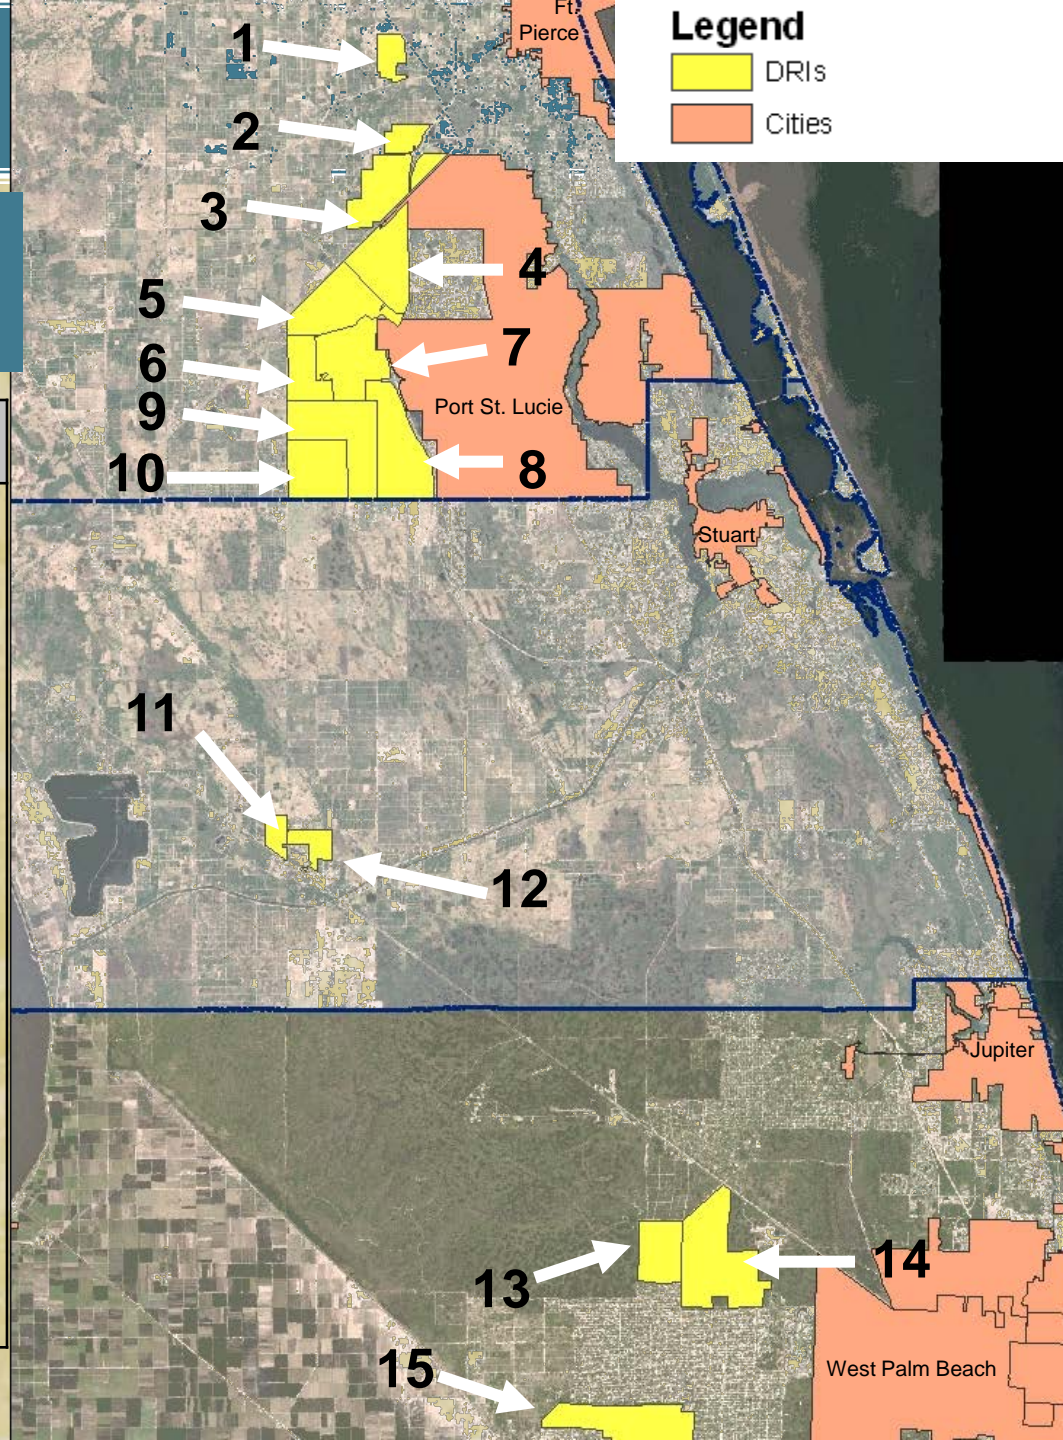 Legend
DRIs
Cities
Ft.
Pierce
1
2
3
4
5
6
7
9
8
10
Port St. Lucie
Stuart
11
12
Jupiter
13
14
15
West Palm Beach